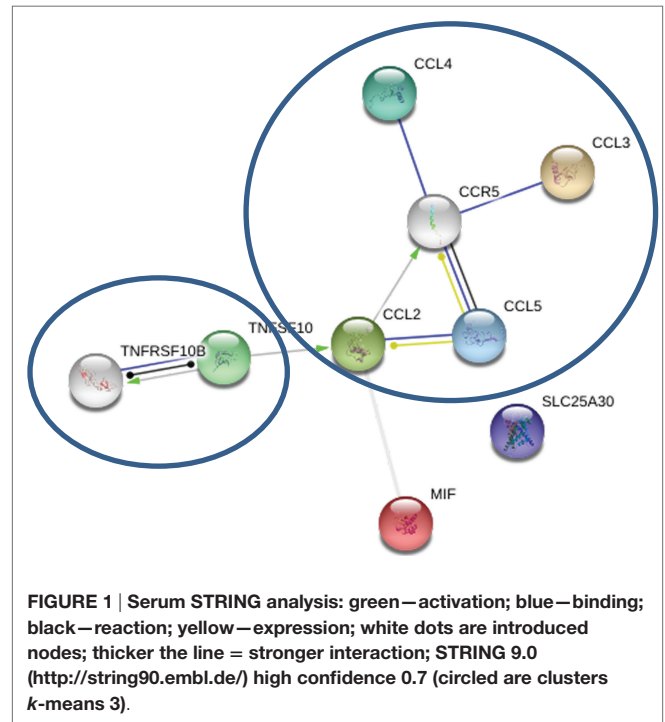 CCL4
CCL3
CCR5
CCL5
CCL2
TNFSF10
TNFRSF10B
SLC25A30
MIF
FIGURE 1 | Serum STRING analysis: green—activation; blue—binding;
black—reaction; yellow—expression; white dots are introduced
nodes; thicker the line = stronger interaction; STRING 9.0
(http://string90.embl.de/) high confidence 0.7 (circled are clusters
k-means 3).